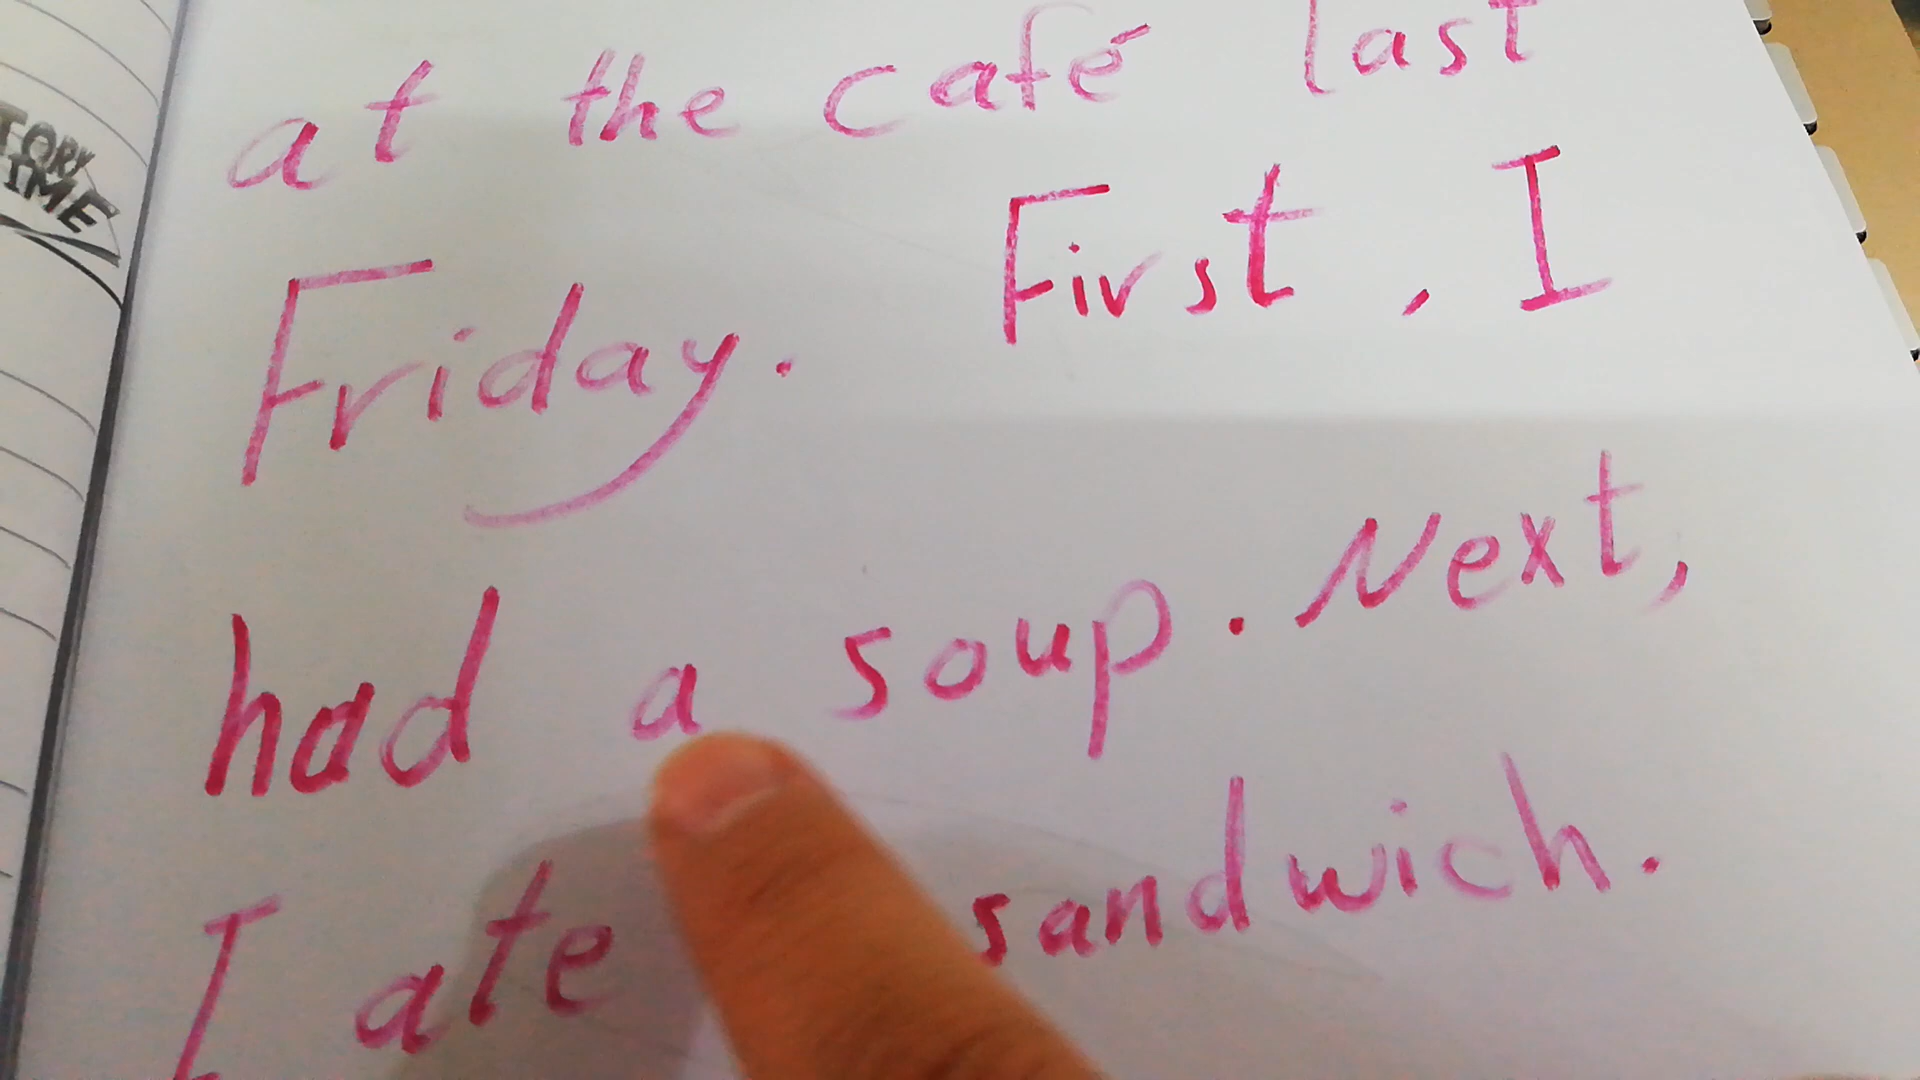 at the café last
Friday. First, I
had a soup. Next,
I ate sandwich.